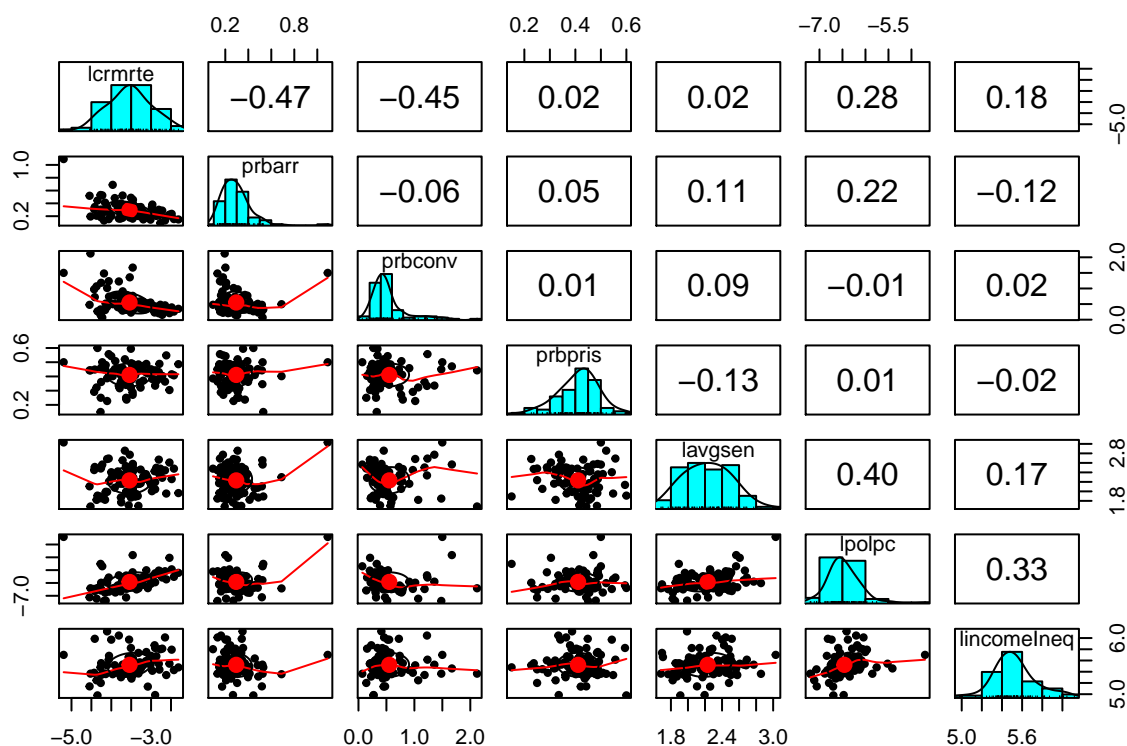 0.2 0.8 0.2 0.4 0.6 −7.0 −5.5
lcrmrte −0.47 −0.45 0.02 0.02 0.28 0.18 −5.0
1.0 0.2 prbarr −0.06 0.05 0.11 0.22 −0.12
prbconv 0.01 0.09 −0.01 0.02 2.0 0.0
0.6 0.2 prbpris −0.13 0.01 −0.02
lavgsen 0.40 0.17 2.8 1.8
−7.0 lpolpc 0.33
lincomeIneq 6.0 5.0
−5.0 −3.0 0.0 1.0 2.0 1.8 2.4 3.0 5.0 5.6